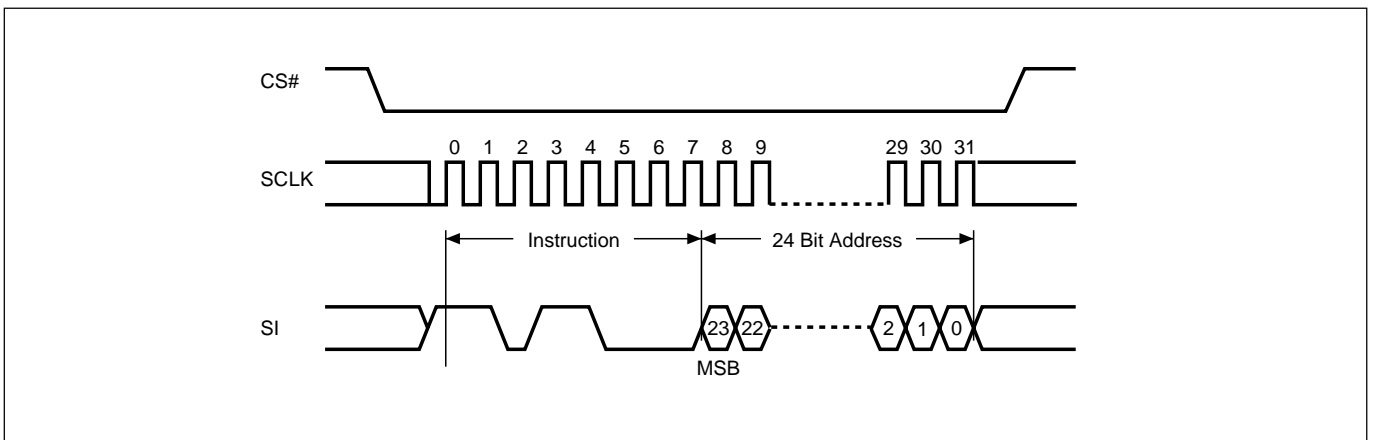 CS#
0 1 2 3 4 5 6 7 8 9 29 30 31
SCLK
Instruction 24 Bit Address
SI 23 22 2 1 0
MSB